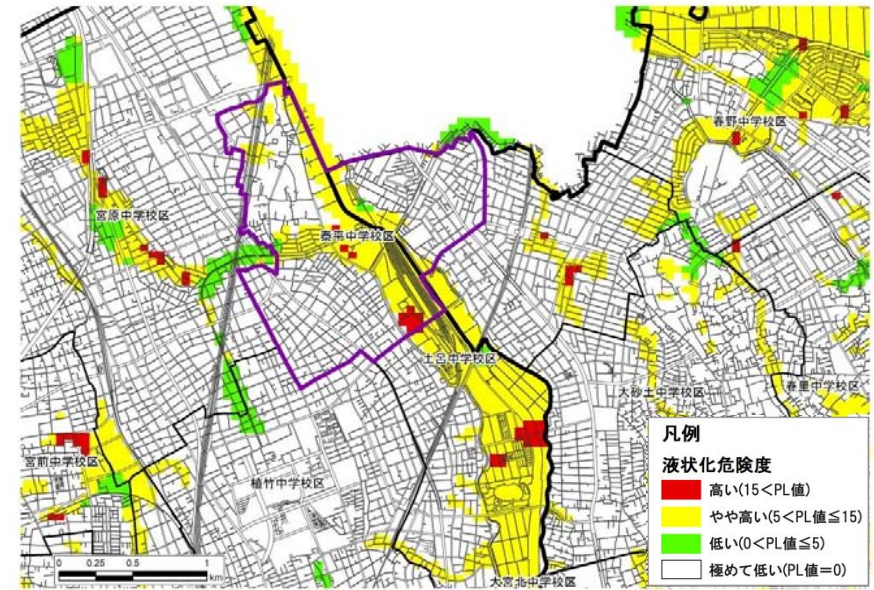 春野中学校区
宮原中学校区
泰平中学校区
土呂中学校区
大砂土中学校区
春里中学校区
宮前中学校区
植竹中学校区
大宮北中学校区
凡例
液状化危険度
高い(15<PL値)
やや高い(5<PL値≦15)
低い(0<PL値≦5)
極めて低い(PL値=0)
0 0.25 0.5 1
km